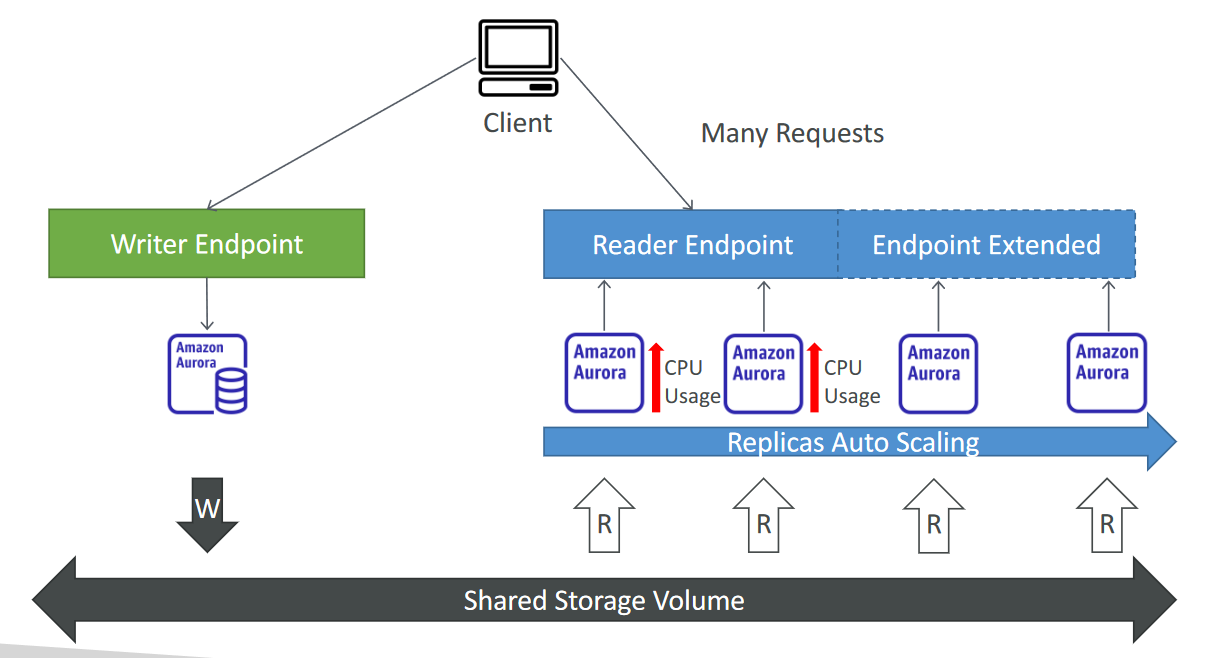 Client
Many Requests
Writer Endpoint
Reader Endpoint
Endpoint Extended
Amazon
Aurora
Amazon
Aurora
CPU
Usage
Amazon
Aurora
CPU
Usage
Amazon
Aurora
Amazon
Aurora
Replicas Auto Scaling
W
R
R
R
R
Shared Storage Volume